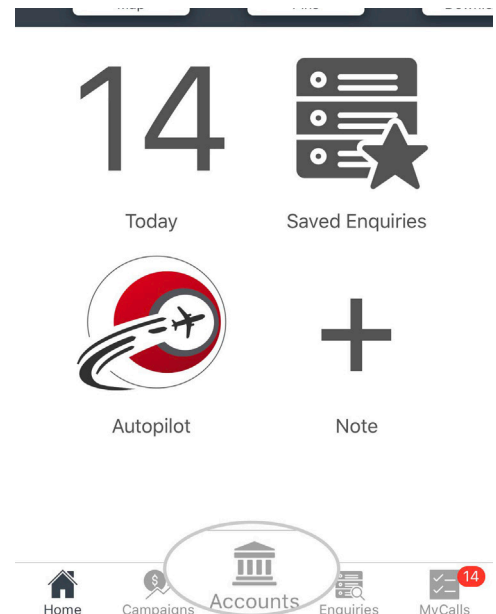 14
Today Saved Enquiries
Autopilot Note
14
Home Campaigns Accounts Enquiries MyCalls